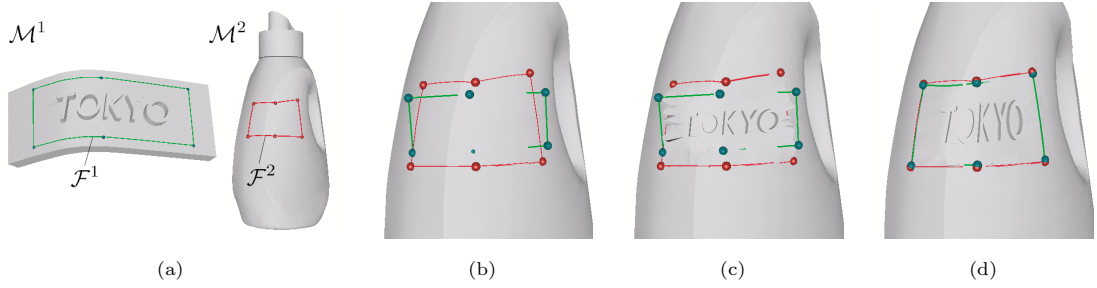 ℳ¹
ℳ²
TOKYO
ℱ¹
ℱ²
TOKYO
TOKYO
(a)
(b)
(c)
(d)